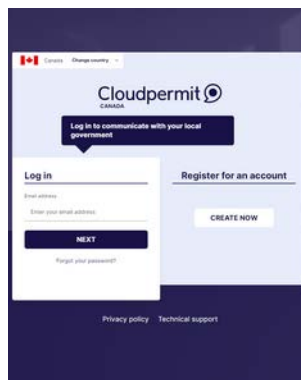 Canada Change country
Cloudpermit
CANADA
Log in to communicate with your local
government
Log in
Email address
Enter your email address
NEXT
Forgot your password?
Register for an account
CREATE NOW
Privacy policy Technical support